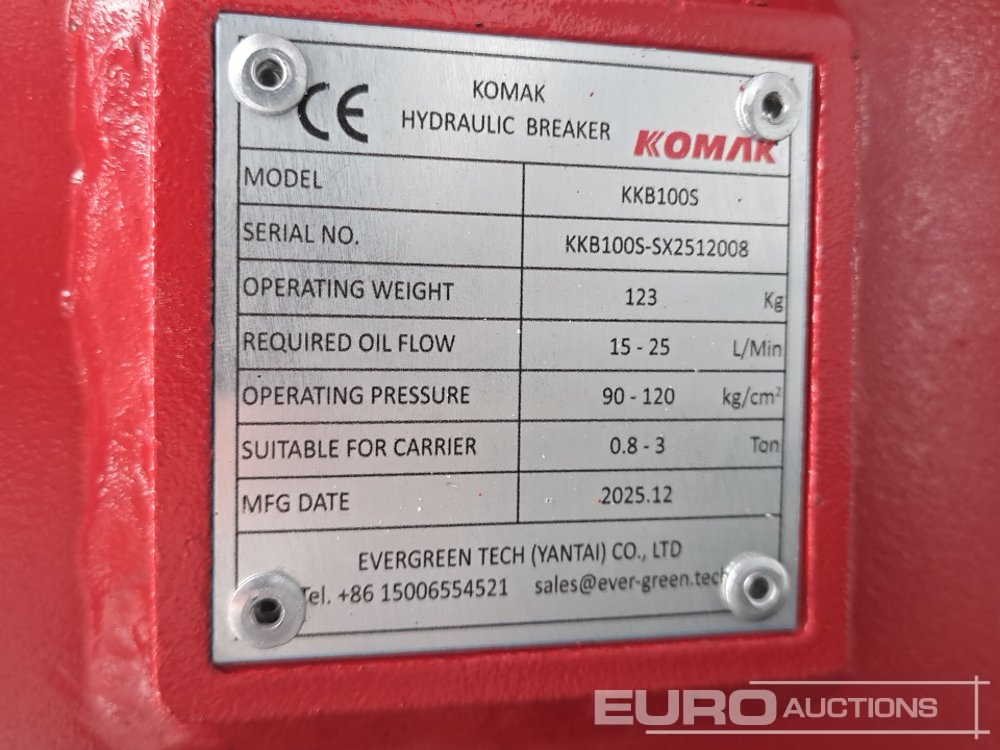 CE
KOMAK
HYDRAULIC BREAKER
KOMAK
MODEL KKB100S
SERIAL NO. KKB100S-SX2512008
OPERATING WEIGHT 123 Kg
REQUIRED OIL FLOW 15 - 25 L/Min
OPERATING PRESSURE 90 - 120 kg/cm²
SUITABLE FOR CARRIER 0.8 - 3 Ton
MFG DATE 2025.12
EVERGREEN TECH (YANTAI) CO., LTD
Tel. +86 15006554521 sales@ever-green.tech
EURO AUCTIONS